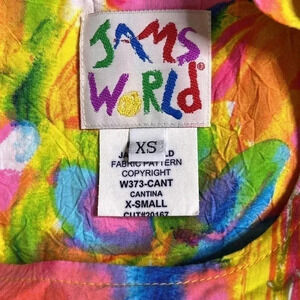 JAMS
WORLD®
XS
FABRIC PATTERN
COPYRIGHT
W373-CANT
CANTINA
X-SMALL
CUT#20167